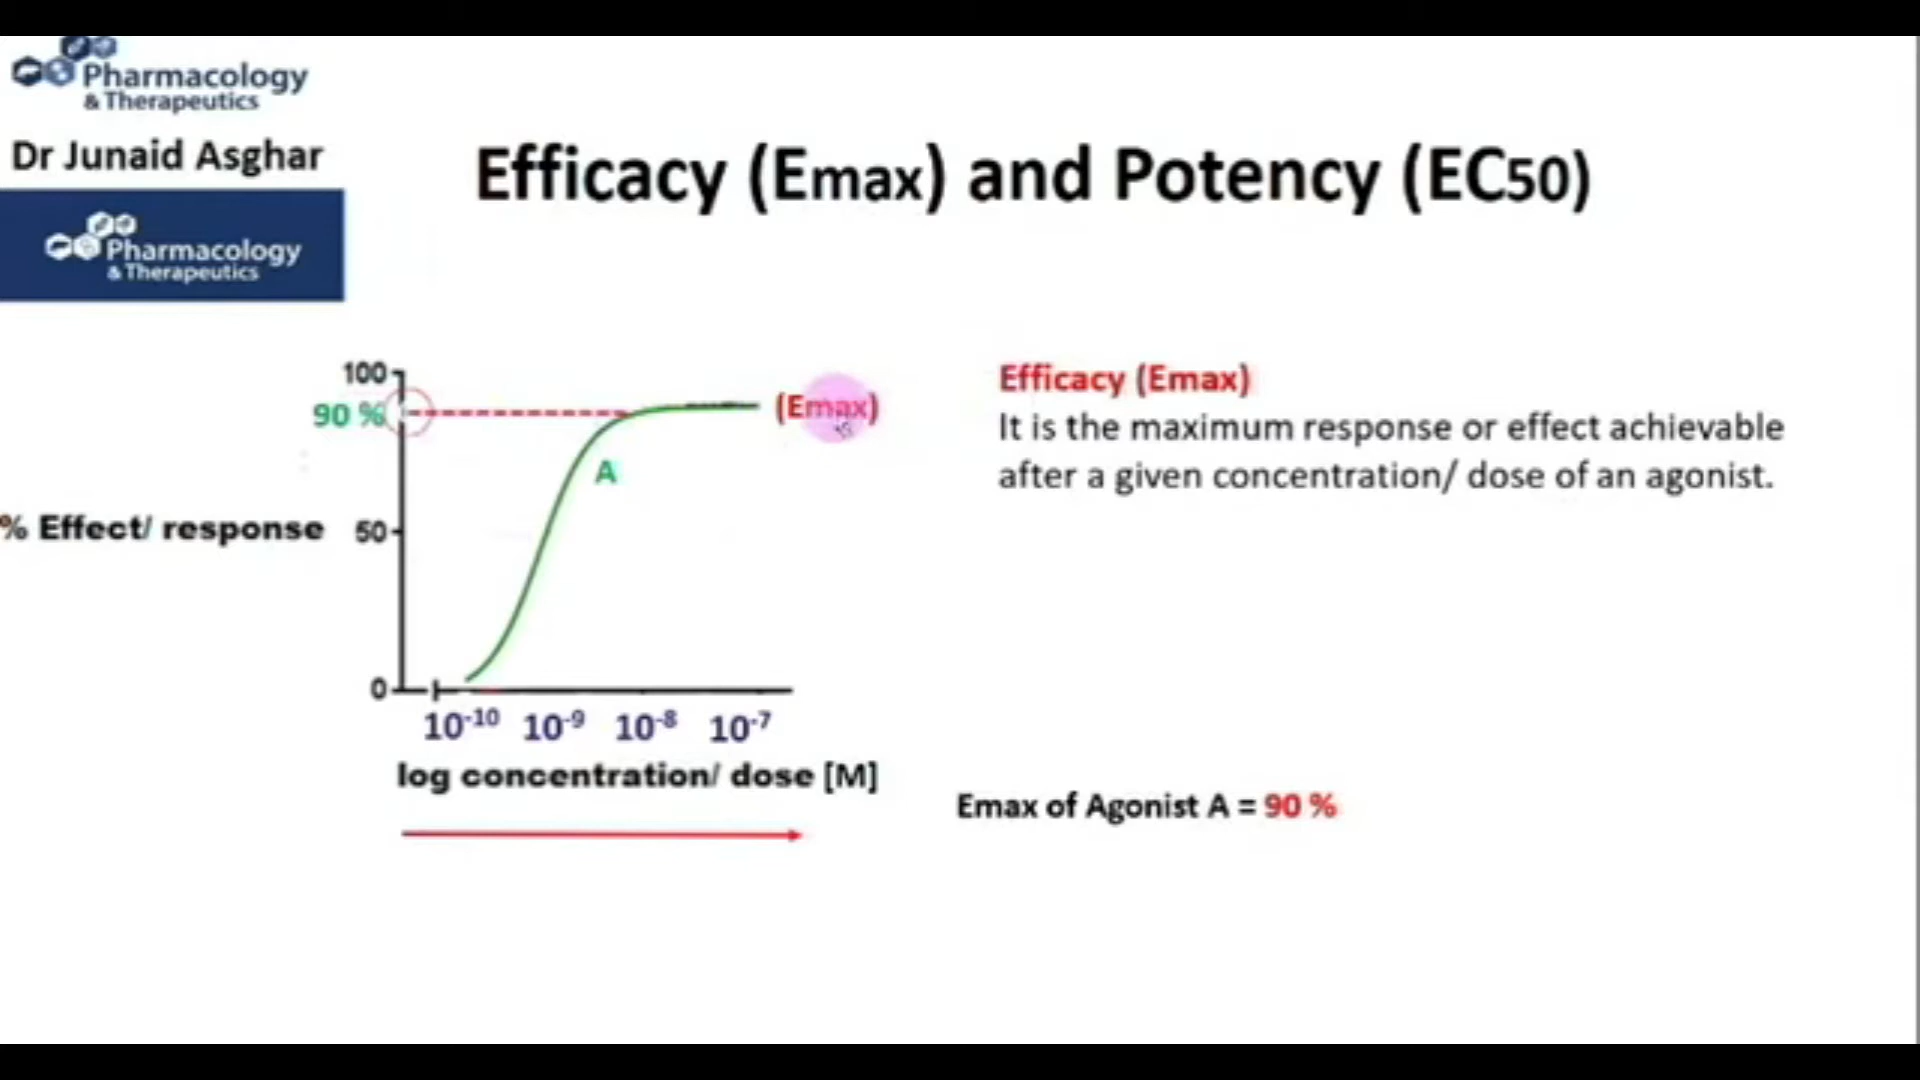 Pharmacology
& Therapeutics
Dr Junaid Asghar
Pharmacology
& Therapeutics
Efficacy (Emax) and Potency (EC50)
100
90 %
(Emax)
A
% Effect/ response
50
0
10⁻¹⁰ 10⁻⁹ 10⁻⁸ 10⁻⁷
log concentration/ dose [M]
Efficacy (Emax)
It is the maximum response or effect achievable
after a given concentration/ dose of an agonist.
Emax of Agonist A = 90 %